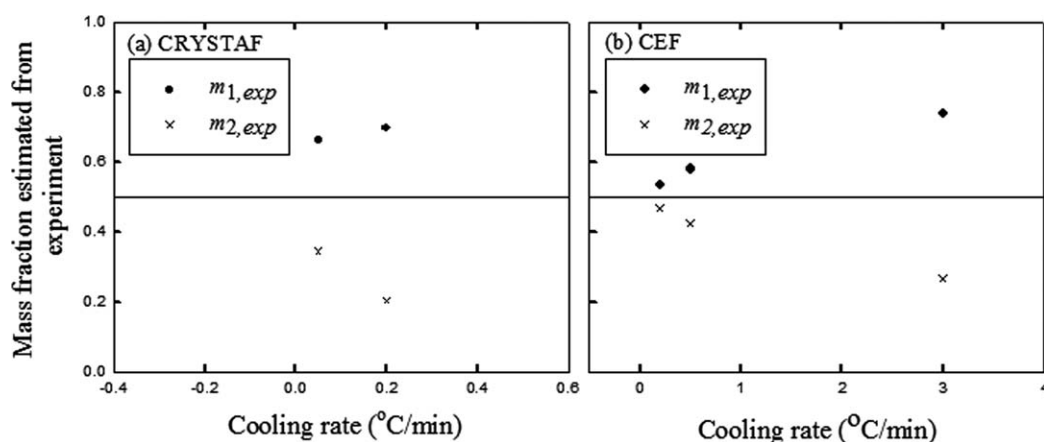 Mass fraction estimated from
experiment
1.0
0.8
0.6
0.4
0.2
0.0
(a) CRYSTAF
m1,exp
m2,exp
-0.4
-0.2
0.0
0.2
0.4
0.6
Cooling rate (°C/min)
(b) CEF
m1,exp
m2,exp
0
1
2
3
4
Cooling rate (°C/min)